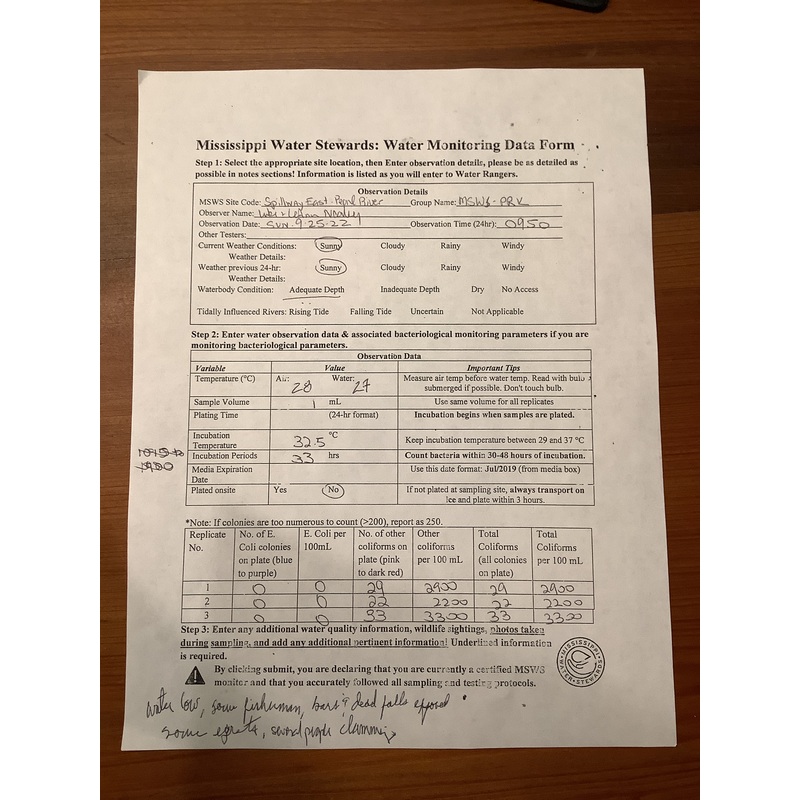 Mississippi Water Stewards: Water Monitoring Data Form
Step 1: Select the appropriate site location, then Enter observation details, please be as detailed as
possible in notes sections! Information is listed as you will enter to Water Rangers.
Observation Details
MSWS Site Code: Spillway East-Pearl River Group Name: MSWS-PRK
Observer Name:
Observation Date: SUN 9-25-22 Observation Time (24hr): 0950
Other Testers:
Current Weather Conditions: Sunny Cloudy Rainy Windy
Weather Details:
Weather previous 24-hr: Sunny Cloudy Rainy Windy
Weather Details:
Waterbody Condition: Adequate Depth Inadequate Depth Dry No Access
Tidally Influenced Rivers: Rising Tide Falling Tide Uncertain Not Applicable
Step 2: Enter water observation data & associated bacteriological monitoring parameters if you are
monitoring bacteriological parameters.
Observation Data
Variable Value Important Tips
Temperature (°C) Air: 28 Water: 27 Measure air temp before water temp. Read with bulb
submerged if possible. Don't touch bulb.
Sample Volume 1 mL Use same volume for all replicates
Plating Time (24-hr format) Incubation begins when samples are plated.
Incubation
Temperature 32.5 °C Keep incubation temperature between 29 and 37 °C
Incubation Periods 33 hrs Count bacteria within 30-48 hours of incubation.
Media Expiration
Date Use this date format: Jul/2019 (from media box)
Plated onsite Yes No If not plated at sampling site, always transport on
ice and plate within 3 hours.
*Note: If colonies are too numerous to count (>200), report as 250.
Replicate No. of E. E. Coli per No. of other Other Total Total
No. Coli colonies 100mL coliforms on coliforms Coliforms Coliforms
on plate (blue plate (pink per 100 mL (all colonies per 100 mL
to purple) to dark red) on plate)
1 0 0 29 2900 29 2900
2 0 0 22 2200 22 2200
3 0 0 33 3300 33 3300
Step 3: Enter any additional water quality information, wildlife sightings, photos taken
during sampling, and add any additional pertinent information! Underlined information
is required.
By clicking submit, you are declaring that you are currently a certified MSWS
monitor and that you accurately followed all sampling and testing protocols.
MISSISSIPPI WATER STEWARDS
water low, some fisherman, bars & dead falls exposed
some egrets, several people clamming